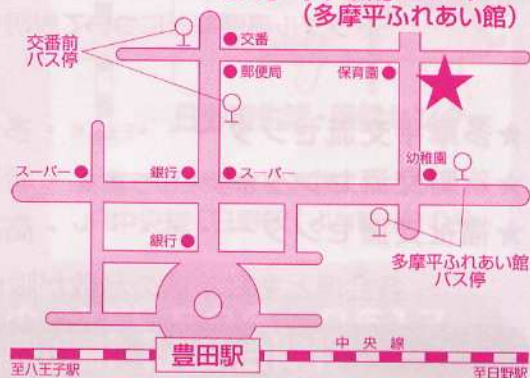 (多摩平ふれあい館)
交番前
バス停
交番
郵便局
保育園
スーパー
銀行
スーパー
幼稚園
銀行
多摩平ふれあい館
バス停
豊田駅
中央線
至八王子駅
至日野駅